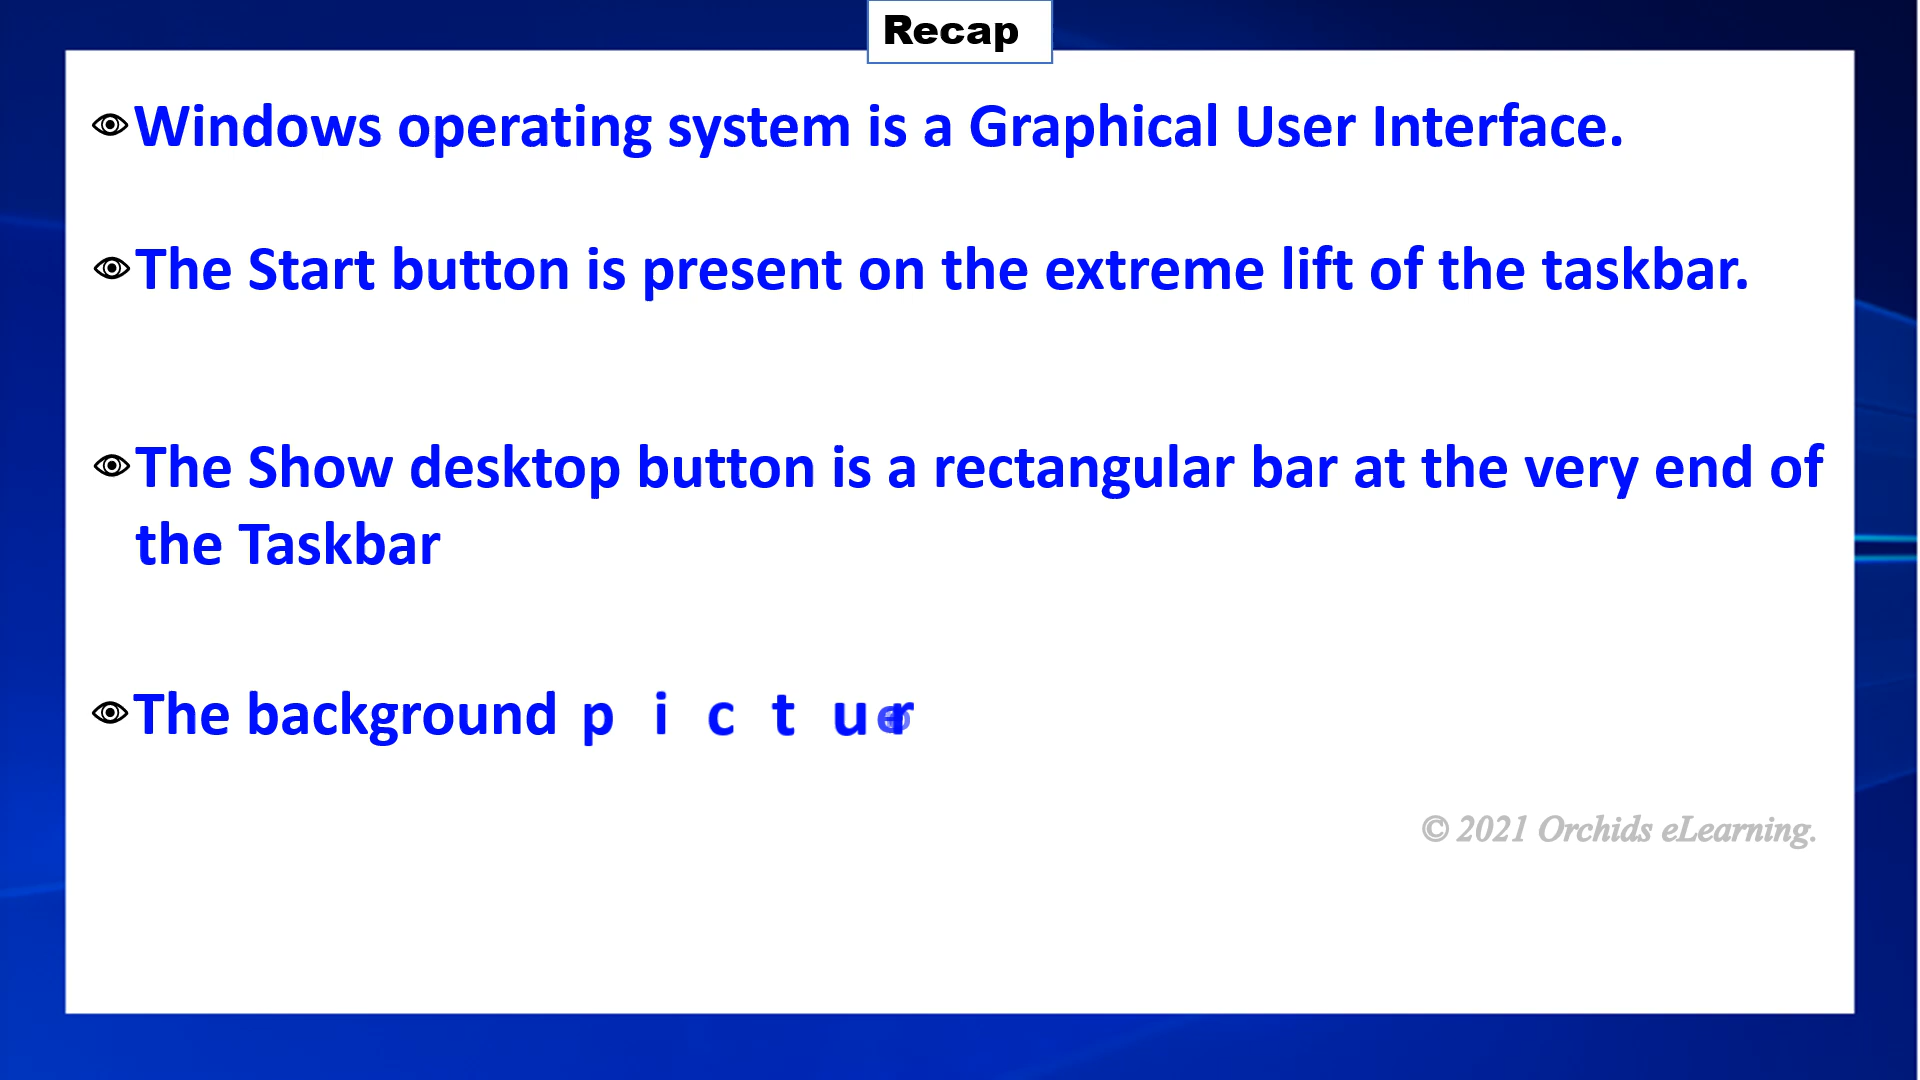 Recap
Windows operating system is a Graphical User Interface.
The Start button is present on the extreme lift of the taskbar.
The Show desktop button is a rectangular bar at the very end of
the Taskbar
The background p i c t u r
© 2021 Orchids eLearning.